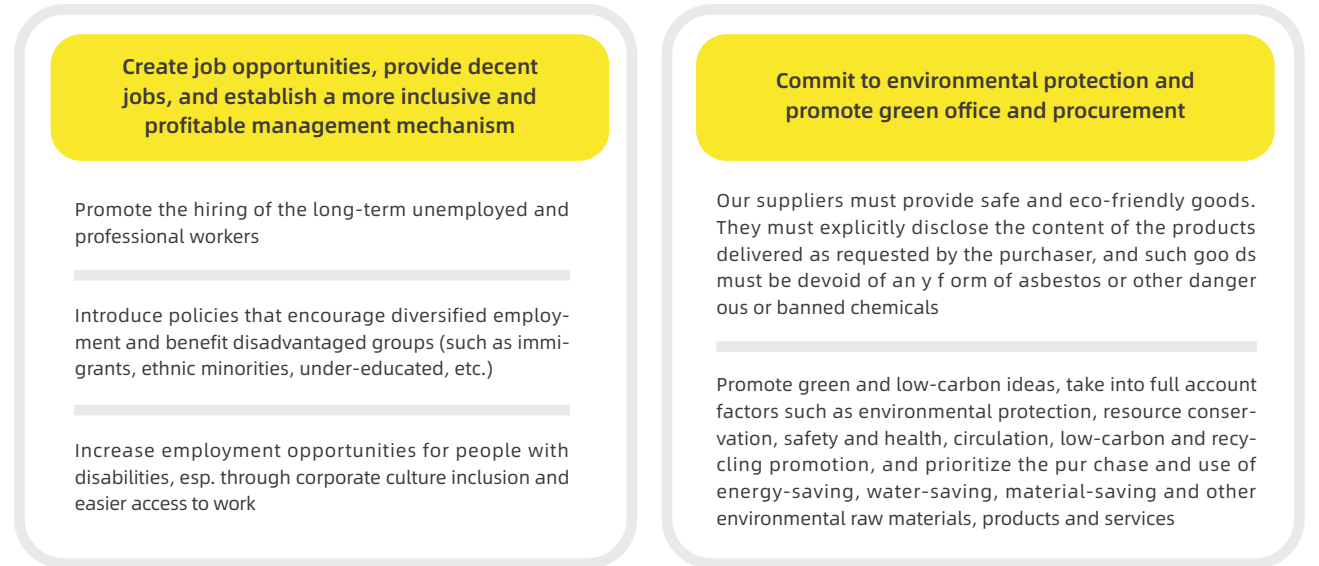 Create job opportunities, provide decent
jobs, and establish a more inclusive and
profitable management mechanism
Promote the hiring of the long-term unemployed and
professional workers
Introduce policies that encourage diversified employ-
ment and benefit disadvantaged groups (such as immi-
grants, ethnic minorities, under-educated, etc.)
Increase employment opportunities for people with
disabilities, esp. through corporate culture inclusion and
easier access to work
Commit to environmental protection and
promote green office and procurement
Our suppliers must provide safe and eco-friendly goods.
They must explicitly disclose the content of the products
delivered as requested by the purchaser, and such goo ds
must be devoid of an y f orm of asbestos or other danger
ous or banned chemicals
Promote green and low-carbon ideas, take into full account
factors such as environmental protection, resource conser-
vation, safety and health, circulation, low-carbon and recy-
cling promotion, and prioritize the pur chase and use of
energy-saving, water-saving, material-saving and other
environmental raw materials, products and services